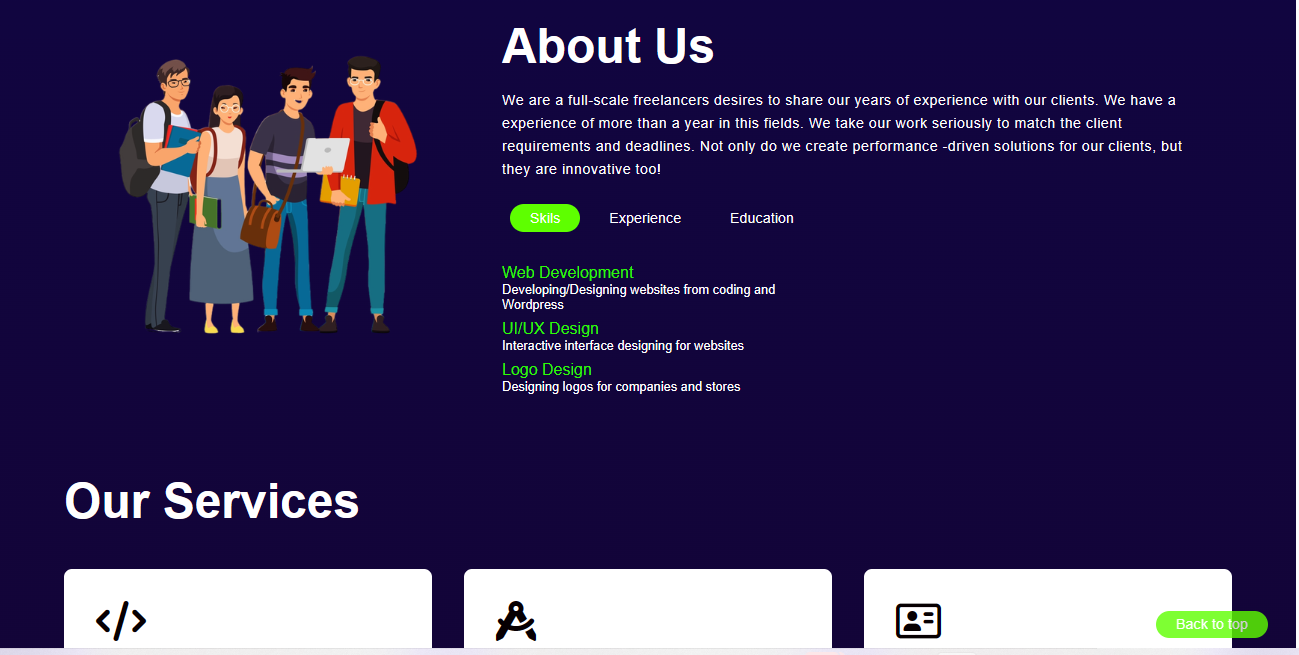 About Us
We are a full-scale freelancers desires to share our years of experience with our clients. We have a
experience of more than a year in this fields. We take our work seriously to match the client
requirements and deadlines. Not only do we create performance -driven solutions for our clients, but
they are innovative too!
Skils Experience Education
Web Development
Developing/Designing websites from coding and
Wordpress
UI/UX Design
Interactive interface designing for websites
Logo Design
Designing logos for companies and stores
Our Services
Back to top